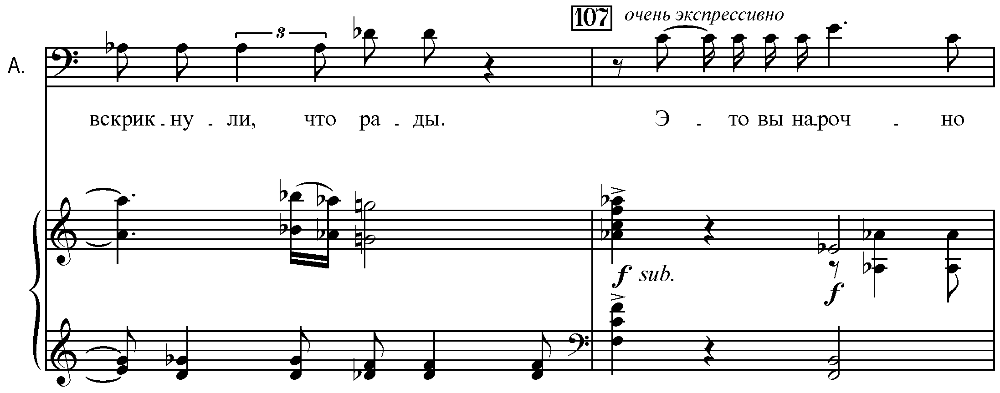 107 очень экспрессивно
3
А.
вскрик - ну - ли, что ра - ды. Э - то вы на-роч - но
f sub.
f